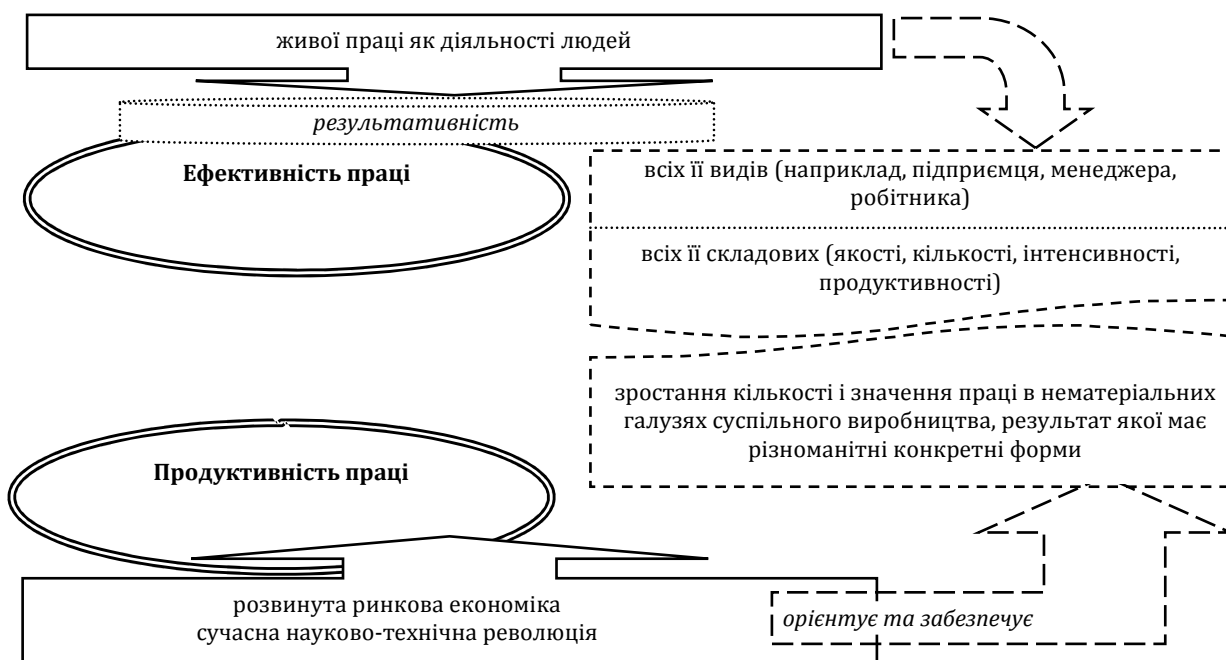 живої праці як діяльності людей
результативність
Ефективність праці
всіх її видів (наприклад, підприємця, менеджера,
робітника)
всіх її складових (якості, кількості, інтенсивності,
продуктивності)
зростання кількості і значення праці в нематеріальних
галузях суспільного виробництва, результат якої має
різноманітні конкретні форми
Продуктивність праці
розвинута ринкова економіка
сучасна науково-технічна революція
орієнтує та забезпечує